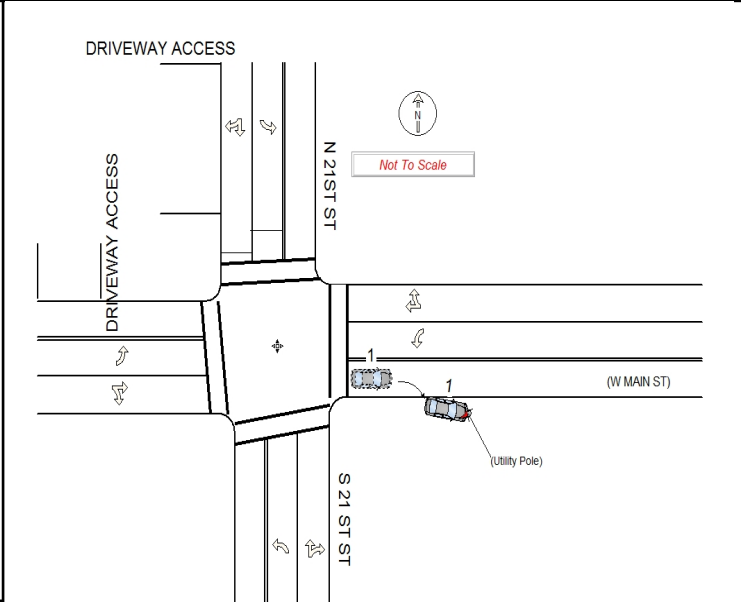 DRIVEWAY ACCESS
N
Not To Scale
N 21ST ST
DRIVEWAY ACCESS
1
1
(W MAIN ST)
(Utility Pole)
S 21 ST ST